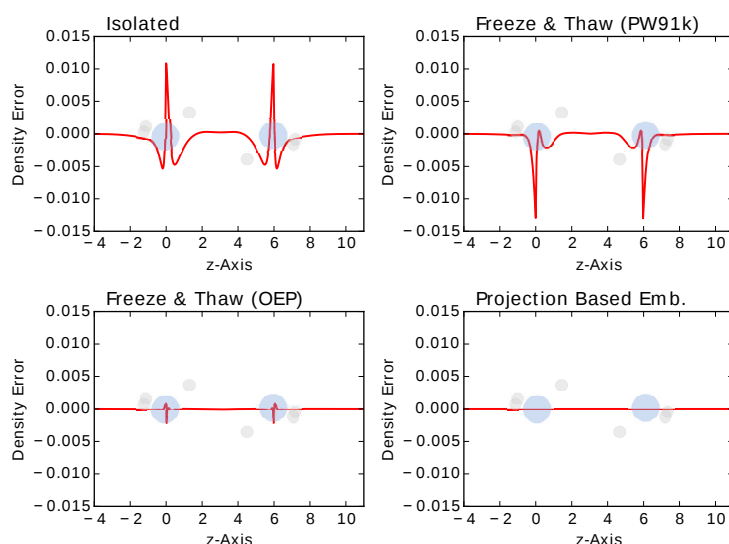 Isolated
Freeze & Thaw (PW91k)
0.015
0.010
0.005
0.000
−0.005
−0.010
−0.015
Density Error
−4 −2 0 2 4 6 8 10
z-Axis
0.015
0.010
0.005
0.000
−0.005
−0.010
−0.015
Density Error
−4 −2 0 2 4 6 8 10
z-Axis
Freeze & Thaw (OEP)
Projection Based Emb.
0.015
0.010
0.005
0.000
−0.005
−0.010
−0.015
Density Error
−4 −2 0 2 4 6 8 10
z-Axis
0.015
0.010
0.005
0.000
−0.005
−0.010
−0.015
Density Error
−4 −2 0 2 4 6 8 10
z-Axis